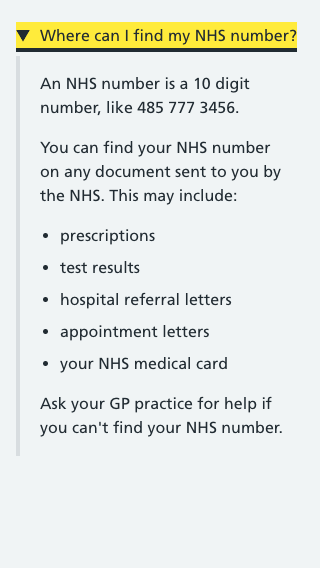 Where can I find my NHS number?
An NHS number is a 10 digit
number, like 485 777 3456.
You can find your NHS number
on any document sent to you by
the NHS. This may include:
• prescriptions
• test results
• hospital referral letters
• appointment letters
• your NHS medical card
Ask your GP practice for help if
you can't find your NHS number.